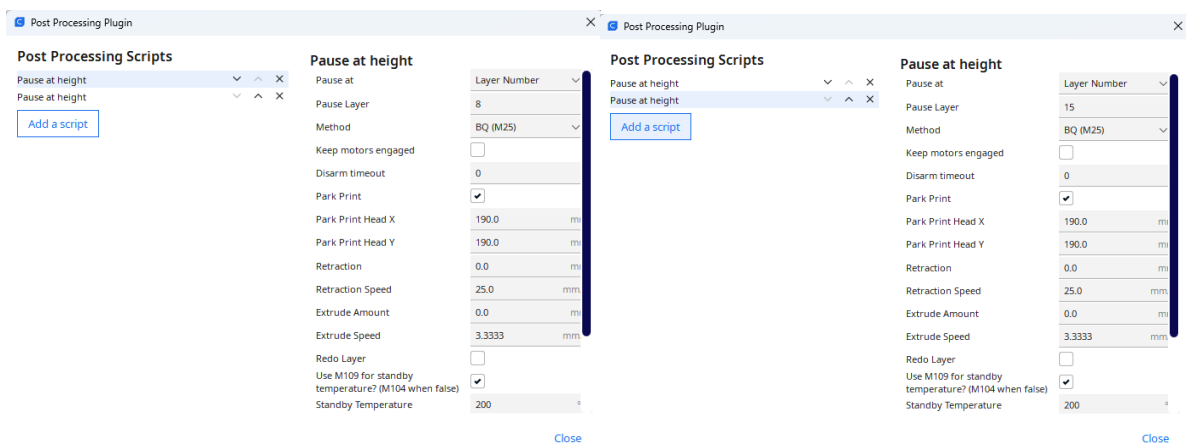 Post Processing Plugin
Post Processing Scripts
Pause at height
Pause at height
Add a script
Pause at height
Pause at Layer Number
Pause Layer 8
Method BQ (M25)
Keep motors engaged
Disarm timeout 0
Park Print
Park Print Head X 190.0
Park Print Head Y 190.0
Retraction 0.0
Retraction Speed 25.0 mm
Extrude Amount 0.0
Extrude Speed 3.3333 mm
Redo Layer
Use M109 for standby
temperature? (M104 when false)
Standby Temperature 200 °
Close
Post Processing Plugin
Post Processing Scripts
Pause at height
Pause at height
Add a script
Pause at height
Pause at Layer Number
Pause Layer 15
Method BQ (M25)
Keep motors engaged
Disarm timeout 0
Park Print
Park Print Head X 190.0
Park Print Head Y 190.0
Retraction 0.0
Retraction Speed 25.0 mm
Extrude Amount 0.0
Extrude Speed 3.3333 mm
Redo Layer
Use M109 for standby
temperature? (M104 when false)
Standby Temperature 200 °
Close